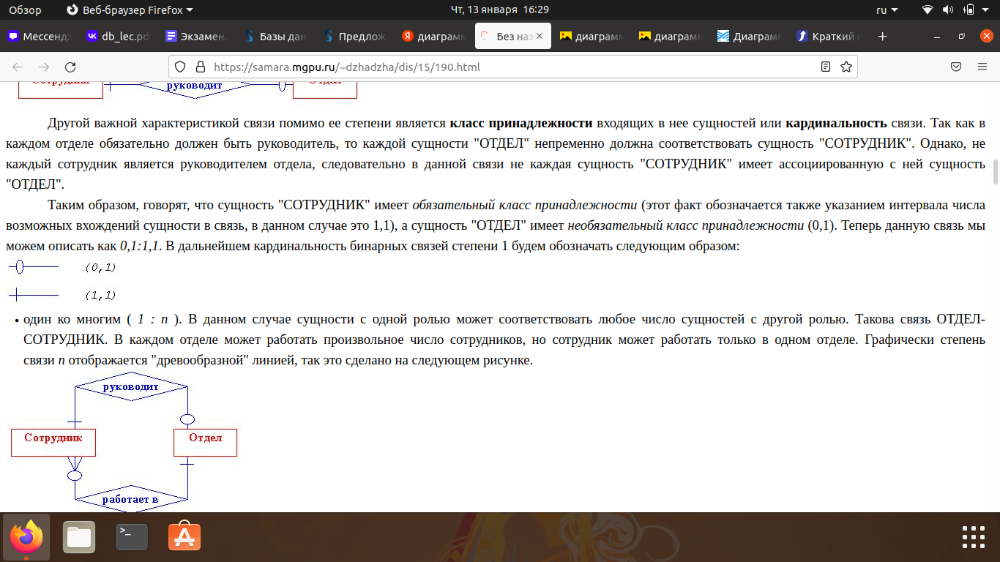 Обзор
Веб-браузер Firefox
Чт, 13 января 16:29
ru
Мессенд
db_lec.pd
Экзамен.
Базы дан
Предлож
диаграмм
Без наз
диаграмм
диаграмм
Диаграмм
Краткий
https://samara.mgpu.ru/~dzhadzha/dis/15/190.html
Сотрудник
руководит
Отдел
Другой важной характеристикой связи помимо ее степени является класс принадлежности входящих в нее сущностей или кардинальность связи. Так как в
каждом отделе обязательно должен быть руководитель, то каждой сущности "ОТДЕЛ" непременно должна соответствовать сущность "СОТРУДНИК". Однако, не
каждый сотрудник является руководителем отдела, следовательно в данной связи не каждая сущность "СОТРУДНИК" имеет ассоциированную с ней сущность
"ОТДЕЛ".
Таким образом, говорят, что сущность "СОТРУДНИК" имеет обязательный класс принадлежности (этот факт обозначается также указанием интервала числа
возможных вхождений сущности в связь, в данном случае это 1,1), а сущность "ОТДЕЛ" имеет необязательный класс принадлежности (0,1). Теперь данную связь мы
можем описать как 0,1:1,1. В дальнейшем кардинальность бинарных связей степени 1 будем обозначать следующим образом:
(0,1)
(1,1)
• один ко многим ( 1 : n ). В данном случае сущности с одной ролью может соответствовать любое число сущностей с другой ролью. Такова связь ОТДЕЛ-
СОТРУДНИК. В каждом отделе может работать произвольное число сотрудников, но сотрудник может работать только в одном отделе. Графически степень
связи n отображается "древообразной" линией, так это сделано на следующем рисунке.
руководит
Сотрудник
Отдел
работает в